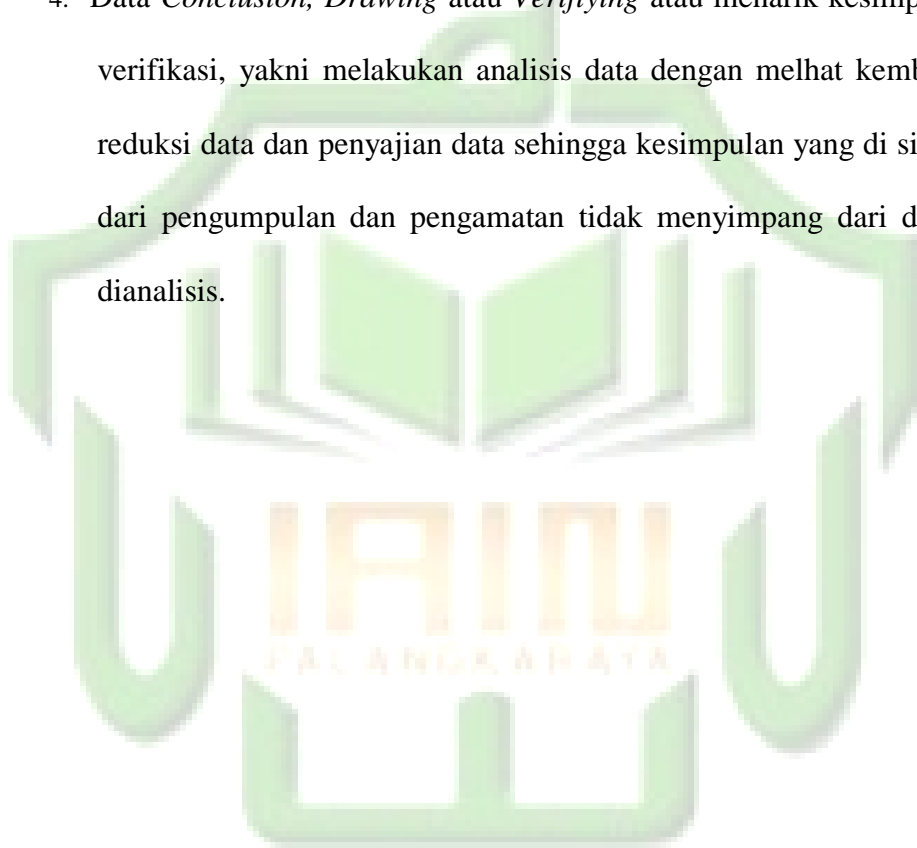 4. Data Conclusion, Drawing atau Verifiying atau menarik kesimp
verifikasi, yakni melakukan analisis data dengan melhat kemb
reduksi data dan penyajian data sehingga kesimpulan yang di si
dari pengumpulan dan pengamatan tidak menyimpang dari d
dianalisis.
IAIN
PALANGKARAYA